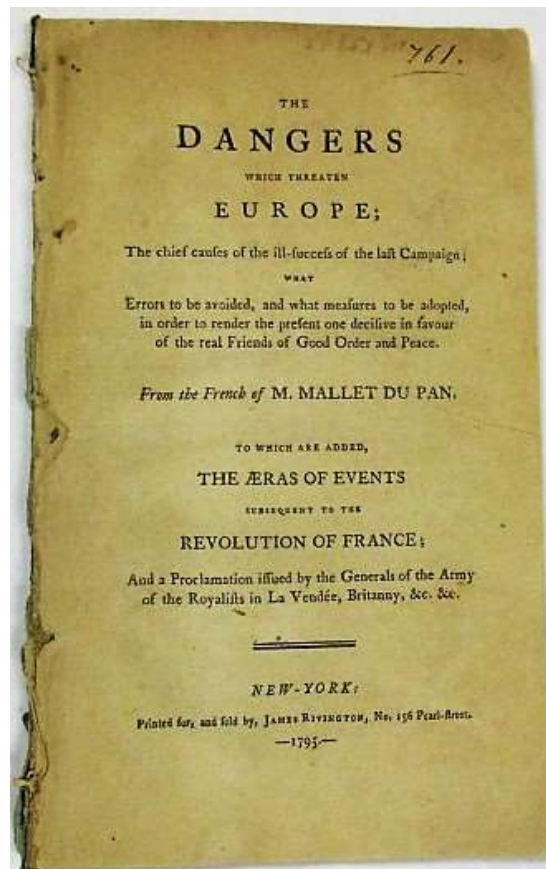 761.
THE
DANGERS
WHICH THREATEN
EUROPE;
The chief cauſes of the ill-ſucceſs of the laſt Campaign;
WHAT
Errors to be avoided, and what meaſures to be adopted,
in order to render the preſent one deciſive in favour
of the real Friends of Good Order and Peace.
From the French of M. MALLET DU PAN.
TO WHICH ARE ADDED,
THE ÆRAS OF EVENTS
SUBSEQUENT TO THE
REVOLUTION OF FRANCE;
And a Proclamation iſſued by the Generals of the Army
of the Royaliſts in La Vendée, Britanny, &c. &c.
NEW-YORK:
Printed for, and ſold by, JAMES RIVINGTON, No. 156 Pearl-ſtreet.
—1795.—